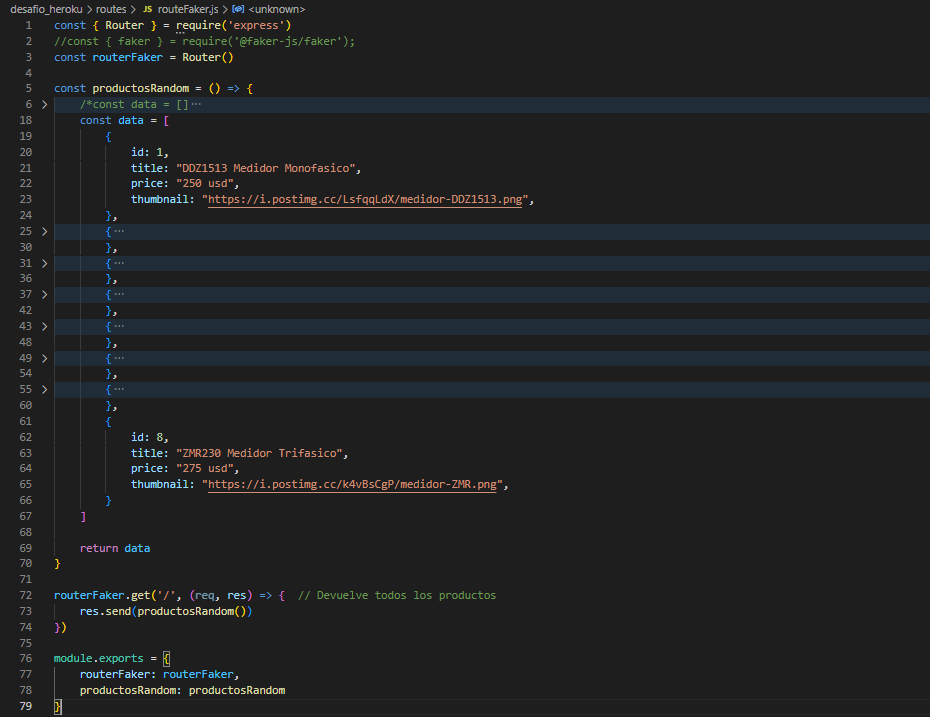 desafio_heroku > routes > JS routeFaker.js > <unknown>
1 const { Router } = require('express')
2 //const { faker } = require('@faker-js/faker');
3 const routerFaker = Router()
4
5 const productosRandom = () => {
6 /*const data = []···
18 const data = [
19 {
20 id: 1,
21 title: "DDZ1513 Medidor Monofasico",
22 price: "250 usd",
23 thumbnail: "https://i.postimg.cc/LsfqqLdX/medidor-DDZ1513.png",
24 },
25 {···
30 },
31 {···
36 },
37 {···
42 },
43 {···
48 },
49 {···
54 },
55 {···
60 },
61 {
62 id: 8,
63 title: "ZMR230 Medidor Trifasico",
64 price: "275 usd",
65 thumbnail: "https://i.postimg.cc/k4vBsCgP/medidor-ZMR.png",
66 }
67 ]
68
69 return data
70 }
71
72 routerFaker.get('/', (req, res) => { // Devuelve todos los productos
73 res.send(productosRandom())
74 })
75
76 module.exports = {
77 routerFaker: routerFaker,
78 productosRandom: productosRandom
79 }